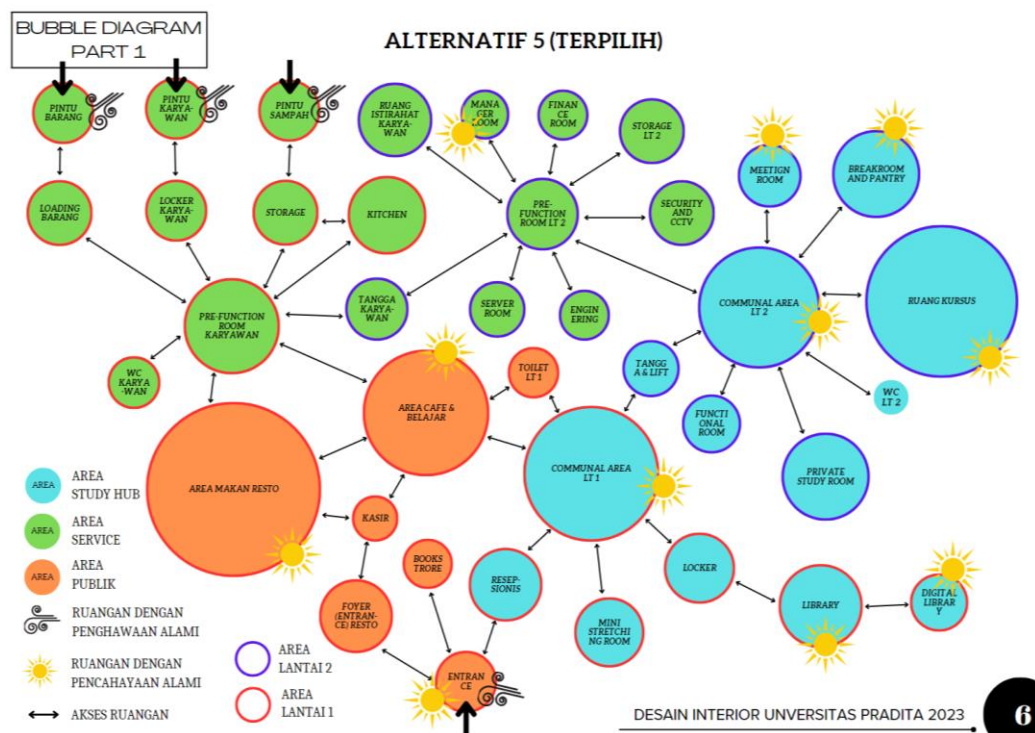 BUBBLE DIAGRAM
PART 1
ALTERNATIF 5 (TERPILIH)
PINTU
BARANG
PINTU
KARYA-
WAN
PINTU
SAMPAH
RUANG
ISTIRAHAT
KARYA-
WAN
MANA
GER
ROOM
FINAN
CE
ROOM
STORAGE
LT 2
MEETIGN
ROOM
BREAKROOM
AND PANTRY
LOADING
BARANG
LOCKER
KARYA-
WAN
STORAGE
KITCHEN
PRE-
FUNCTION
ROOM LT 2
SECURITY
AND
CCTV
COMMUNAL AREA
LT 2
RUANG KURSUS
PRE-FUNCTION
ROOM
KARYAWAN
TANGGA
KARYA-
WAN
SERVER
ROOM
ENGIN
ERING
WC
KARYA
-WAN
AREA CAFE &
BELAJAR
TOILET
LT 1
TANGG
A & LIFT
WC
LT 2
FUNCTI
ONAL
ROOM
AREA MAKAN RESTO
COMMUNAL AREA
LT 1
PRIVATE
STUDY ROOM
KASIR
BOOKS
TRORE
RESEP-
SIONIS
LOCKER
LIBRARY
DIGITAL
LIBRAR
Y
FOYER
(ENTRAN-
CE) RESTO
MINI
STRETCHI
NG ROOM
ENTRAN
CE
AREA
AREA
STUDY HUB
AREA
AREA
SERVICE
AREA
AREA
PUBLIK
RUANGAN DENGAN
PENGHAWAAN ALAMI
RUANGAN DENGAN
PENCAHAYAAN ALAMI
AKSES RUANGAN
AREA
LANTAI 2
AREA
LANTAI 1
DESAIN INTERIOR UNVERSITAS PRADITA 2023
6